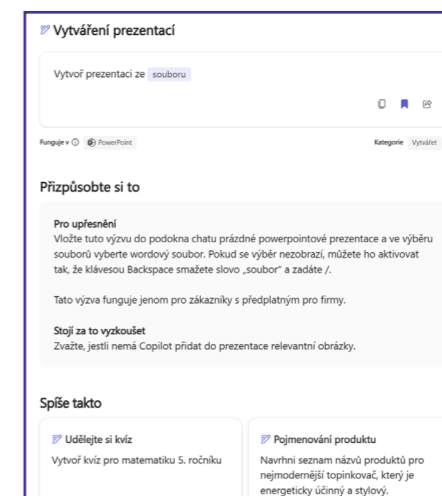 Vytváření prezentací
Vytvoř prezentaci ze souboru
Funguje v PowerPoint
Kategorie Vytvářet
Přizpůsobte si to
Pro upřesnění
Vložte tuto výzvu do podokna chatu prázdné powerpointové prezentace a ve výběru
souborů vyberte wordový soubor. Pokud se výběr nezobrazí, můžete ho aktivovat
tak, že klávesou Backspace smažete slovo „soubor“ a zadáte /.
Tato výzva funguje jenom pro zákazníky s předplatným pro firmy.
Stojí za to vyzkoušet
Zvažte, jestli nemá Copilot přidat do prezentace relevantní obrázky.
Spíše takto
Udělejte si kvíz
Vytvoř kvíz pro matematiku 5. ročníku
Pojmenování produktu
Navrhni seznam názvů produktů pro
nejmodernější topinkovač, který je
energeticky účinný a stylový.